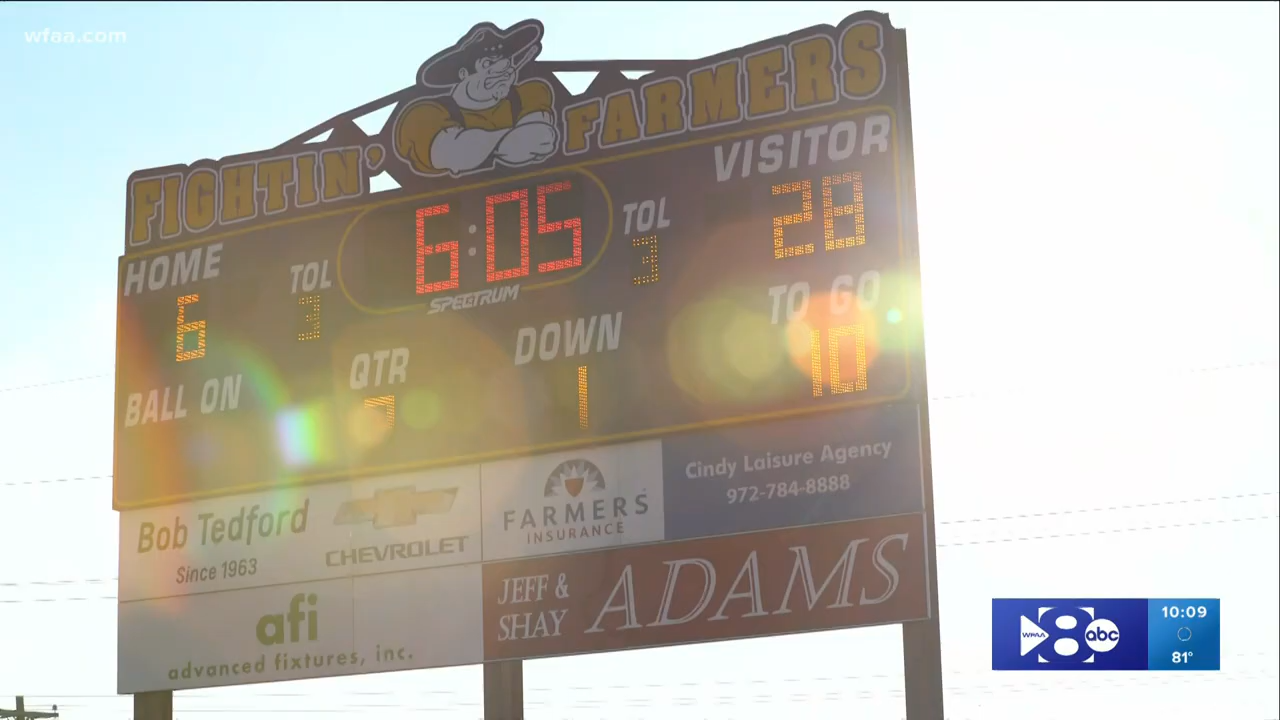 wfaa.com
FIGHTIN' FARMERS
HOME
6
TOL
3
6:05
SPECTRUM
TOL
3
VISITOR
28
BALL ON
QTR
DOWN
1
TO GO
10
Bob Tedford
Since 1963
CHEVROLET
FARMERS
INSURANCE
Cindy Laisure Agency
972-784-8888
afi
advanced fixtures, inc.
JEFF &
SHAY
ADAMS
WFAA 8 abc
10:09
81°